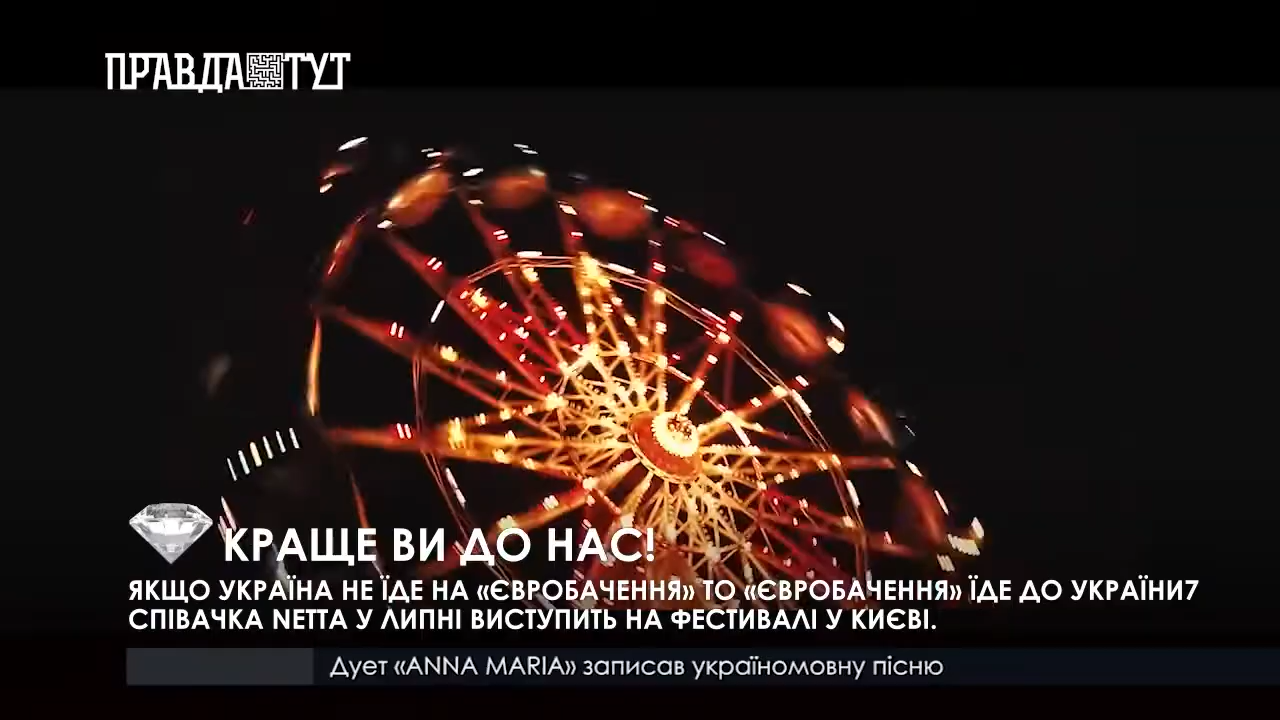 ПРАВДА ТУТ
КРАЩЕ ВИ ДО НАС!
ЯКЩО УКРАЇНА НЕ ЇДЕ НА «ЄВРОБАЧЕННЯ» ТО «ЄВРОБАЧЕННЯ» ЇДЕ ДО УКРАЇНИ7
СПІВАЧКА NETTA У ЛИПНІ ВИСТУПИТЬ НА ФЕСТИВАЛІ У КИЄВІ.
Дует «ANNA MARIA» записав україномовну пісню